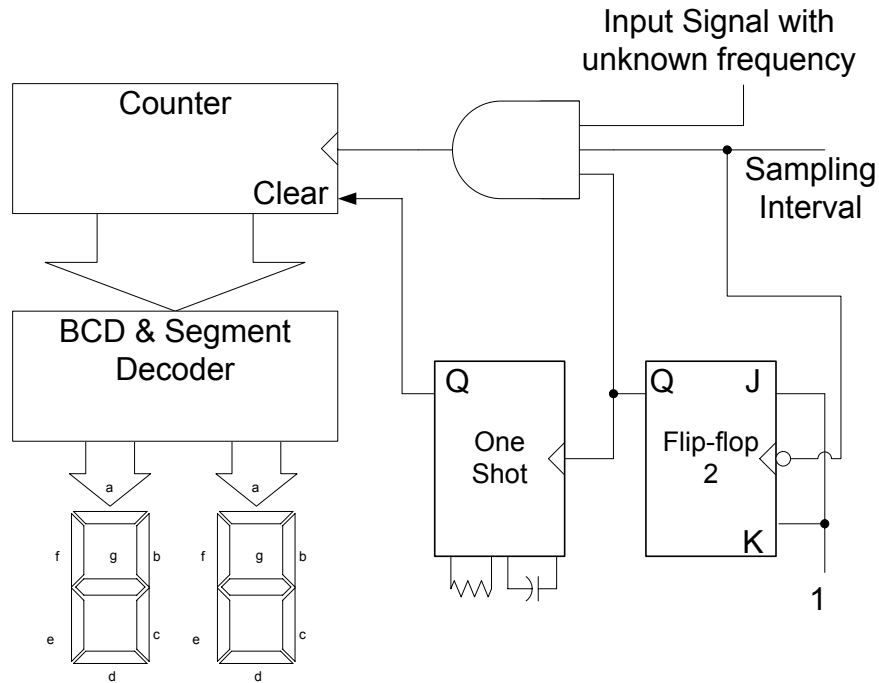 Input Signal with
unknown frequency
Counter
Clear
Sampling
Interval
BCD & Segment
Decoder
Q
One
Shot
Q
J
Flip-flop
2
K
1
a
f
g
b
e
c
d
a
f
g
b
e
c
d